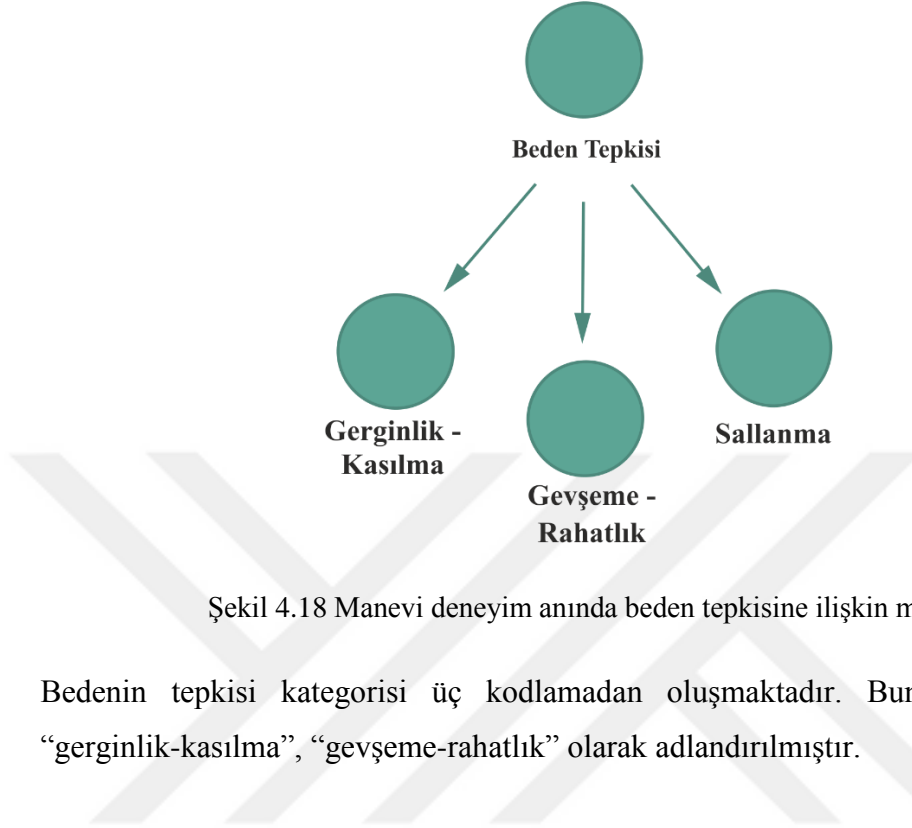 Beden Tepkisi
Gerginlik -
Kasılma
Gevşeme -
Rahatlık
Sallanma
Şekil 4.18 Manevi deneyim anında beden tepkisine ilişkin
Bedenin tepkisi kategorisi üç kodlamadan oluşmaktadır.
“gerginlik-kasılma”, “gevşeme-rahatlık” olarak adlandırılmıştır.